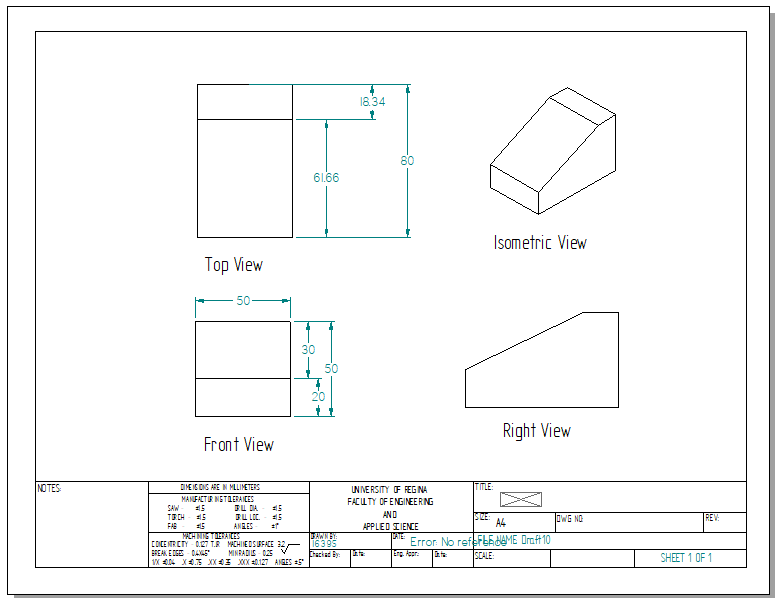 18.34
80
61.66
Top View
Isometric View
50
30
50
20
Front View
Right View
NOTES:
DIMENSIONS ARE IN MILLIMETERS
MANUFACTURING TOLERANCES
SAW - ±1.5 DRILL DIA. - ±1.5
TORCH - ±1.5 DRILL LOC. - ±1.5
FAB - ±1.5 ANGLES - ±1°
MACHINING TOLERANCES
CONCENTRICITY - 0.127 T.I.R MACHINED SURFACE 3.2
BREAK EDGES - 0.4X45° MIN RADIUS - 0.25
.XX ±0.25 .XXX ±0.127 ANGLES ±.5°
UNIVERSITY OF REGINA
FACULTY OF ENGINEERING
AND
APPLIED SCIENCE
DRAWN BY:
16395
DATE:
Error: No reference
Checked By: Date: Eng. Appr: Date:
TITLE:
SIZE: A4 DWG NO: REV:
FILE NAME: Draft10
SCALE: SHEET 1 OF 1